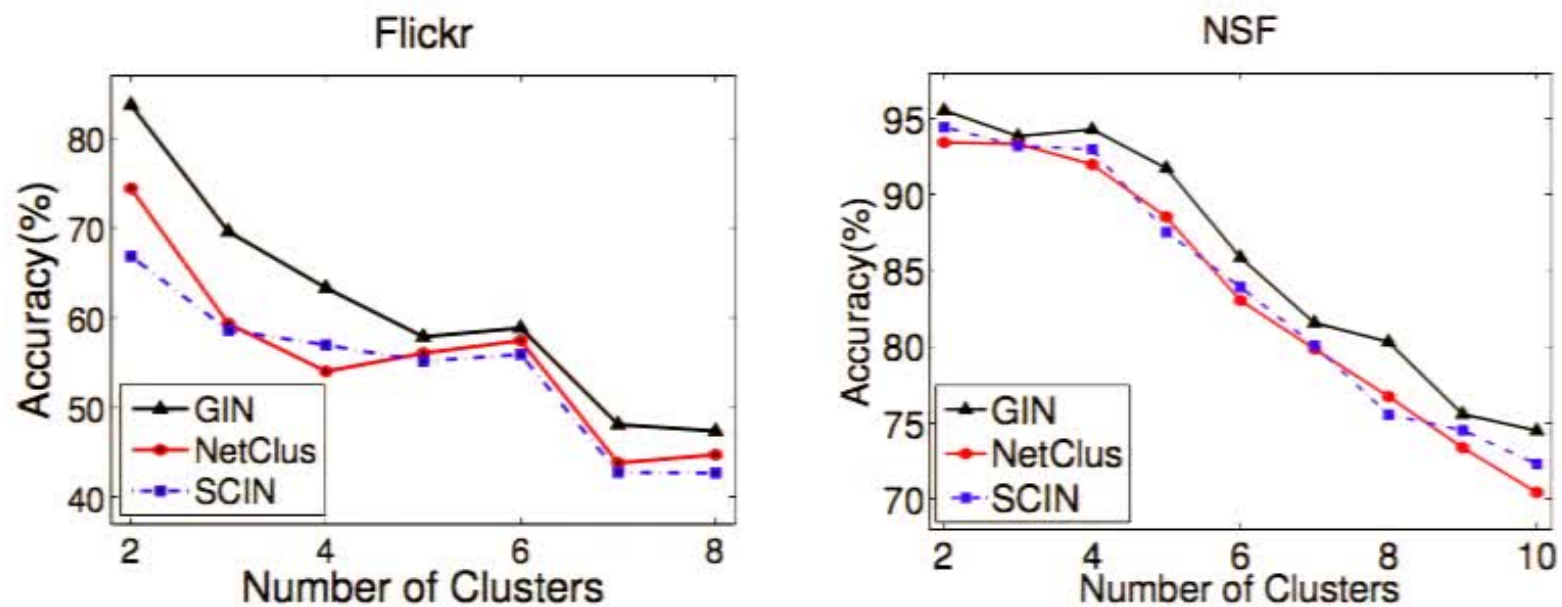 Flickr
Accuracy(%)
80
70
60
50
40
GIN
NetClus
SCIN
2 4 6 8
Number of Clusters
NSF
Accuracy(%)
95
90
85
80
75
70
GIN
NetClus
SCIN
2 4 6 8 10
Number of Clusters